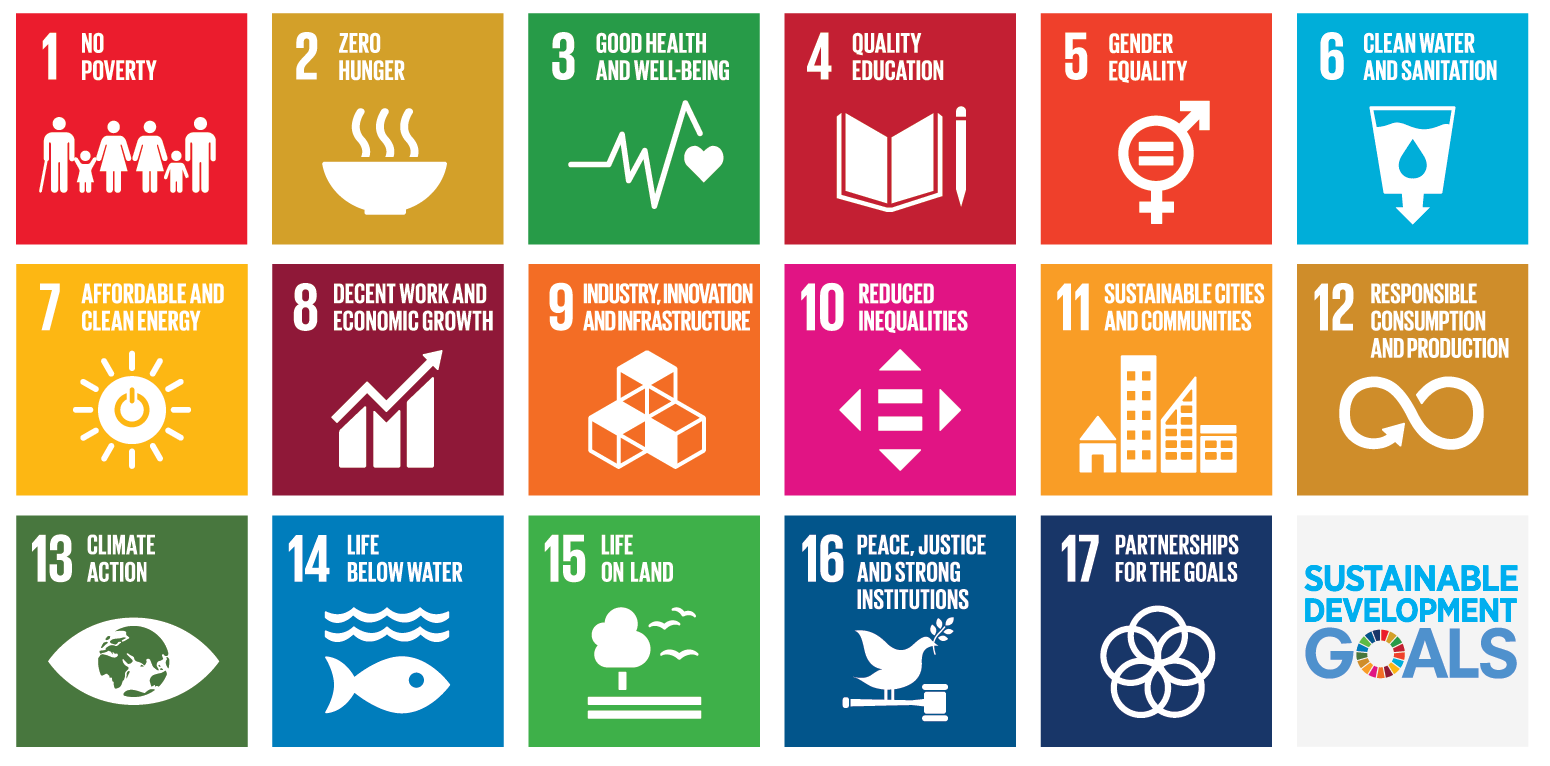 1 NO
POVERTY
2 ZERO
HUNGER
3 GOOD HEALTH
AND WELL-BEING
4 QUALITY
EDUCATION
5 GENDER
EQUALITY
6 CLEAN WATER
AND SANITATION
7 AFFORDABLE AND
CLEAN ENERGY
8 DECENT WORK AND
ECONOMIC GROWTH
9 INDUSTRY, INNOVATION
AND INFRASTRUCTURE
10 REDUCED
INEQUALITIES
11 SUSTAINABLE CITIES
AND COMMUNITIES
12 RESPONSIBLE
CONSUMPTION
AND PRODUCTION
13 CLIMATE
ACTION
14 LIFE
BELOW WATER
15 LIFE
ON LAND
16 PEACE, JUSTICE
AND STRONG
INSTITUTIONS
17 PARTNERSHIPS
FOR THE GOALS
SUSTAINABLE
DEVELOPMENT
GOALS